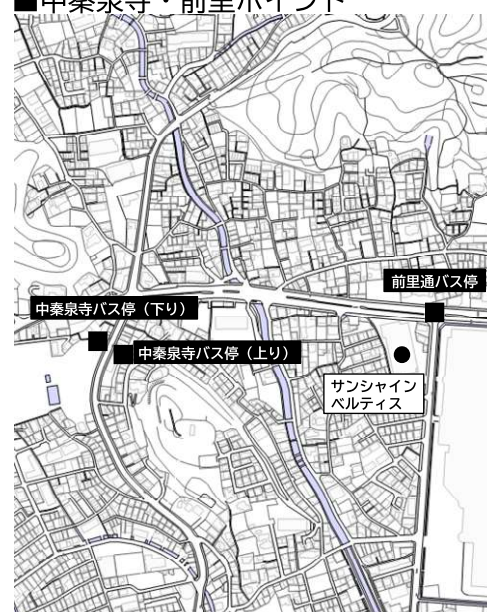 ■中秦泉寺・前里ポイント
前里通バス停
中秦泉寺バス停（下り）
中秦泉寺バス停（上り）
サンシャイン
ベルティス